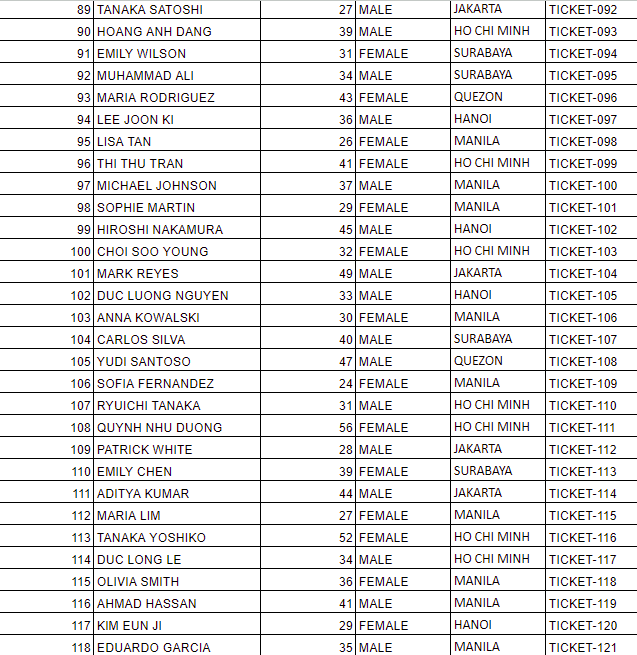 89 TANAKA SATOSHI 27 MALE JAKARTA TICKET-092
90 HOANG ANH DANG 39 MALE HO CHI MINH TICKET-093
91 EMILY WILSON 31 FEMALE SURABAYA TICKET-094
92 MUHAMMAD ALI 34 MALE SURABAYA TICKET-095
93 MARIA RODRIGUEZ 43 FEMALE QUEZON TICKET-096
94 LEE JOON KI 36 MALE HANOI TICKET-097
95 LISA TAN 26 FEMALE MANILA TICKET-098
96 THI THU TRAN 41 FEMALE HO CHI MINH TICKET-099
97 MICHAEL JOHNSON 37 MALE MANILA TICKET-100
98 SOPHIE MARTIN 29 FEMALE MANILA TICKET-101
99 HIROSHI NAKAMURA 45 MALE HANOI TICKET-102
100 CHOI SOO YOUNG 32 FEMALE HO CHI MINH TICKET-103
101 MARK REYES 49 MALE JAKARTA TICKET-104
102 DUC LUONG NGUYEN 33 MALE HANOI TICKET-105
103 ANNA KOWALSKI 30 FEMALE MANILA TICKET-106
104 CARLOS SILVA 40 MALE SURABAYA TICKET-107
105 YUDI SANTOSO 47 MALE QUEZON TICKET-108
106 SOFIA FERNANDEZ 24 FEMALE MANILA TICKET-109
107 RYUICHI TANAKA 31 MALE HO CHI MINH TICKET-110
108 QUYNH NHU DUONG 56 FEMALE HO CHI MINH TICKET-111
109 PATRICK WHITE 28 MALE JAKARTA TICKET-112
110 EMILY CHEN 39 FEMALE SURABAYA TICKET-113
111 ADITYA KUMAR 44 MALE JAKARTA TICKET-114
112 MARIA LIM 27 FEMALE MANILA TICKET-115
113 TANAKA YOSHIKO 52 FEMALE HO CHI MINH TICKET-116
114 DUC LONG LE 34 MALE HO CHI MINH TICKET-117
115 OLIVIA SMITH 36 FEMALE MANILA TICKET-118
116 AHMAD HASSAN 41 MALE MANILA TICKET-119
117 KIM EUN JI 29 FEMALE HANOI TICKET-120
118 EDUARDO GARCIA 35 MALE MANILA TICKET-121